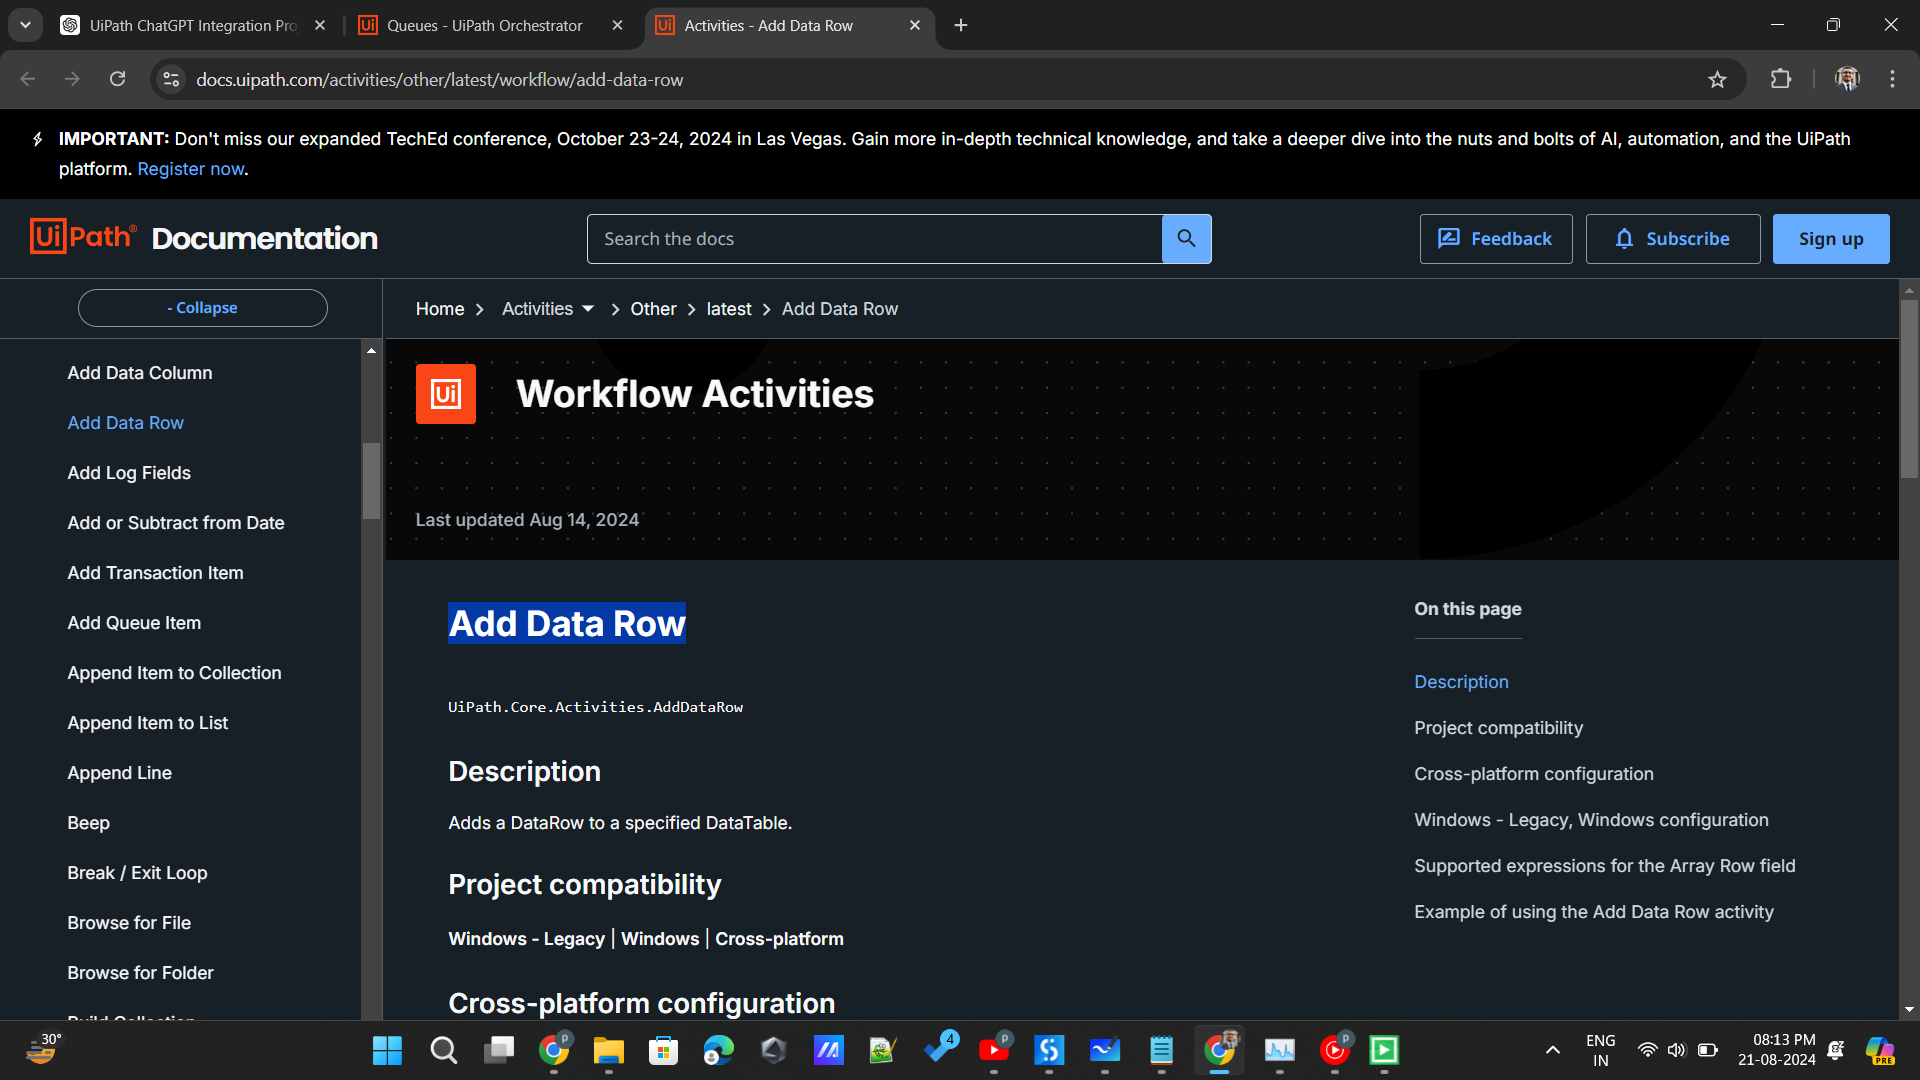 UiPath ChatGPT Integration Pro
Queues - UiPath Orchestrator
Activities - Add Data Row
docs.uipath.com/activities/other/latest/workflow/add-data-row
IMPORTANT: Don't miss our expanded TechEd conference, October 23-24, 2024 in Las Vegas. Gain more in-depth technical knowledge, and take a deeper dive into the nuts and bolts of AI, automation, and the UiPath
platform. Register now.
UiPath® Documentation
Search the docs
Feedback
Subscribe
Sign up
- Collapse
Home
Activities
Other
latest
Add Data Row
Add Data Column
Add Data Row
Add Log Fields
Add or Subtract from Date
Add Transaction Item
Add Queue Item
Append Item to Collection
Append Item to List
Append Line
Beep
Break / Exit Loop
Browse for File
Browse for Folder
Build Collection
Ui
Workflow Activities
Last updated Aug 14, 2024
Add Data Row
UiPath.Core.Activities.AddDataRow
Description
Adds a DataRow to a specified DataTable.
Project compatibility
Windows - Legacy | Windows | Cross-platform
Cross-platform configuration
On this page
Description
Project compatibility
Cross-platform configuration
Windows - Legacy, Windows configuration
Supported expressions for the Array Row field
Example of using the Add Data Row activity
30°
P
4
P
P
ENG
IN
08:13 PM
21-08-2024
PRE